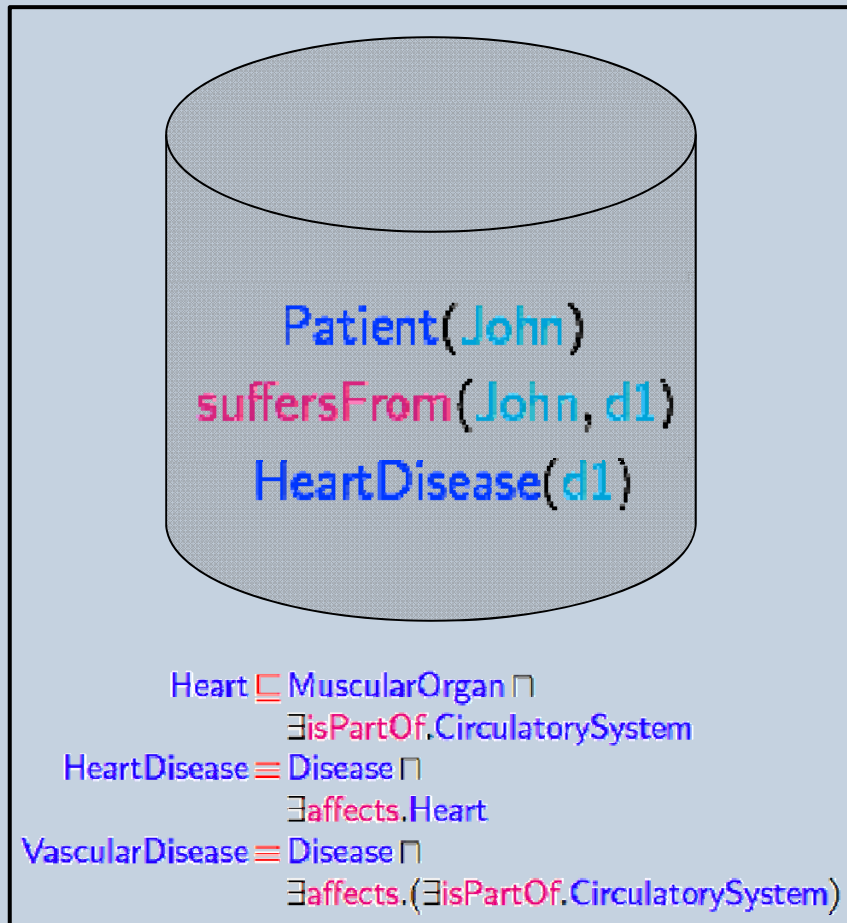 Patient(John)
suffersFrom(John, d1)
HeartDisease(d1)
Heart ⊑ MuscularOrgan ⊓
∃isPartOf.CirculatorySystem
HeartDisease ≡ Disease ⊓
∃affects.Heart
VascularDisease ≡ Disease ⊓
∃affects.(∃isPartOf.CirculatorySystem)